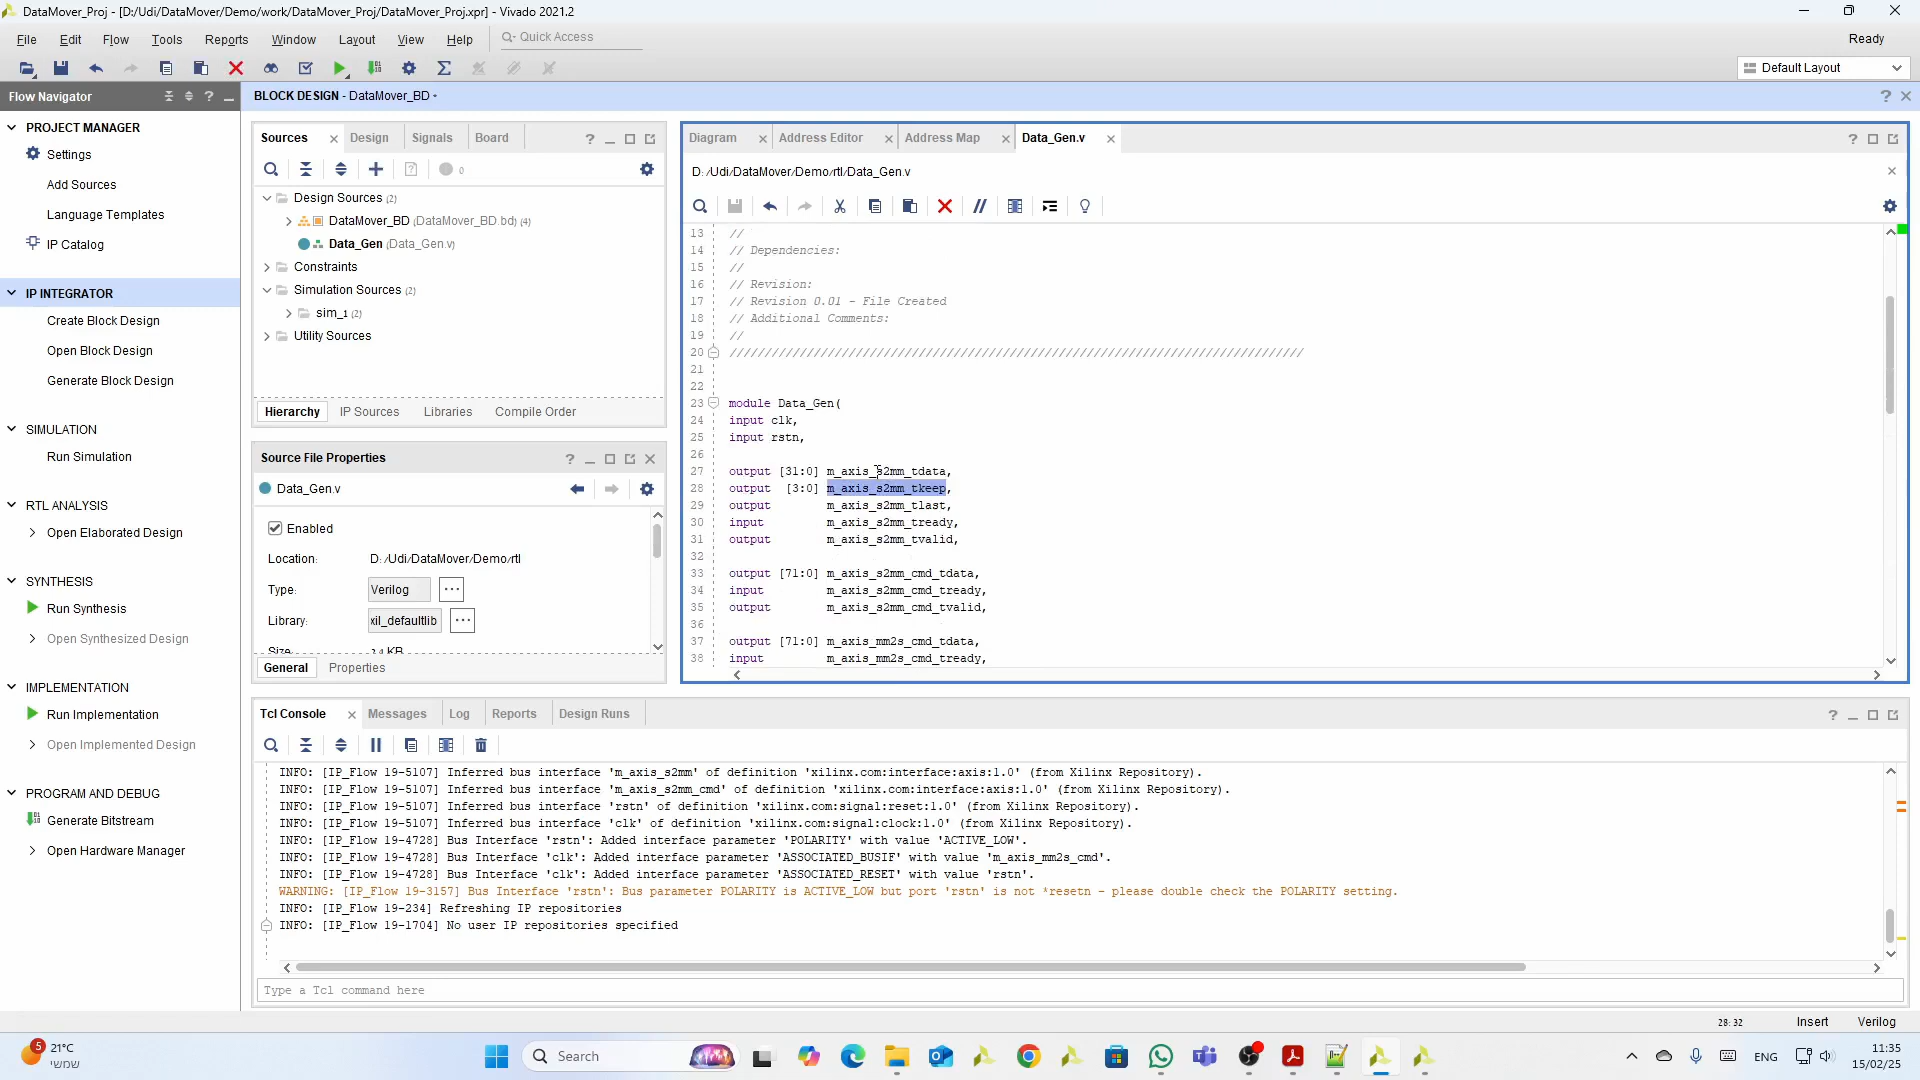 DataMover_Proj - [D:/Udi/DataMover/Demo/work/DataMover_Proj/DataMover_Proj.xpr] - Vivado 2021.2
File Edit Flow Tools Reports Window Layout View Help Quick Access
Ready
Default Layout
Flow Navigator
BLOCK DESIGN - DataMover_BD *
PROJECT MANAGER
Settings
Add Sources
Language Templates
IP Catalog
IP INTEGRATOR
Create Block Design
Open Block Design
Generate Block Design
SIMULATION
Run Simulation
RTL ANALYSIS
Open Elaborated Design
SYNTHESIS
Run Synthesis
Open Synthesized Design
IMPLEMENTATION
Run Implementation
Open Implemented Design
PROGRAM AND DEBUG
Generate Bitstream
Open Hardware Manager
Sources Design Signals Board
0
Design Sources (2)
DataMover_BD (DataMover_BD.bd) (4)
Data_Gen (Data_Gen.v)
Constraints
Simulation Sources (2)
sim_1 (2)
Utility Sources
Hierarchy IP Sources Libraries Compile Order
Source File Properties
Data_Gen.v
Enabled
Location: D:/Udi/DataMover/Demo/rtl
Type: Verilog
Library: xil_defaultlib
General Properties
Diagram Address Editor Address Map Data_Gen.v
D:/Udi/DataMover/Demo/rtl/Data_Gen.v
13 //
14 // Dependencies:
15 //
16 // Revision:
17 // Revision 0.01 - File Created
18 // Additional Comments:
19 //
20 //////////////////////////////////////////////////////////////////////////////////
21
22
23 module Data_Gen(
24 input clk,
25 input rstn,
26
27 output [31:0] m_axis_s2mm_tdata,
28 output [3:0] m_axis_s2mm_tkeep,
29 output m_axis_s2mm_tlast,
30 input m_axis_s2mm_tready,
31 output m_axis_s2mm_tvalid,
32
33 output [71:0] m_axis_s2mm_cmd_tdata,
34 input m_axis_s2mm_cmd_tready,
35 output m_axis_s2mm_cmd_tvalid,
36
37 output [71:0] m_axis_mm2s_cmd_tdata,
38 input m_axis_mm2s_cmd_tready,
Tcl Console Messages Log Reports Design Runs
INFO: [IP_Flow 19-5107] Inferred bus interface 'm_axis_s2mm' of definition 'xilinx.com:interface:axis:1.0' (from Xilinx Repository).
INFO: [IP_Flow 19-5107] Inferred bus interface 'm_axis_s2mm_cmd' of definition 'xilinx.com:interface:axis:1.0' (from Xilinx Repository).
INFO: [IP_Flow 19-5107] Inferred bus interface 'rstn' of definition 'xilinx.com:signal:reset:1.0' (from Xilinx Repository).
INFO: [IP_Flow 19-5107] Inferred bus interface 'clk' of definition 'xilinx.com:signal:clock:1.0' (from Xilinx Repository).
INFO: [IP_Flow 19-4728] Bus Interface 'rstn': Added interface parameter 'POLARITY' with value 'ACTIVE_LOW'.
INFO: [IP_Flow 19-4728] Bus Interface 'clk': Added interface parameter 'ASSOCIATED_BUSIF' with value 'm_axis_mm2s_cmd'.
INFO: [IP_Flow 19-4728] Bus Interface 'clk': Added interface parameter 'ASSOCIATED_RESET' with value 'rstn'.
WARNING: [IP_Flow 19-3157] Bus Interface 'rstn': Bus parameter POLARITY is ACTIVE_LOW but port 'rstn' is not *resetn - please double check the POLARITY setting.
INFO: [IP_Flow 19-234] Refreshing IP repositories
INFO: [IP_Flow 19-1704] No user IP repositories specified
Type a Tcl command here
28:32 Insert Verilog
5
21°C
שמשי
Search
ENG
11:35
15/02/25